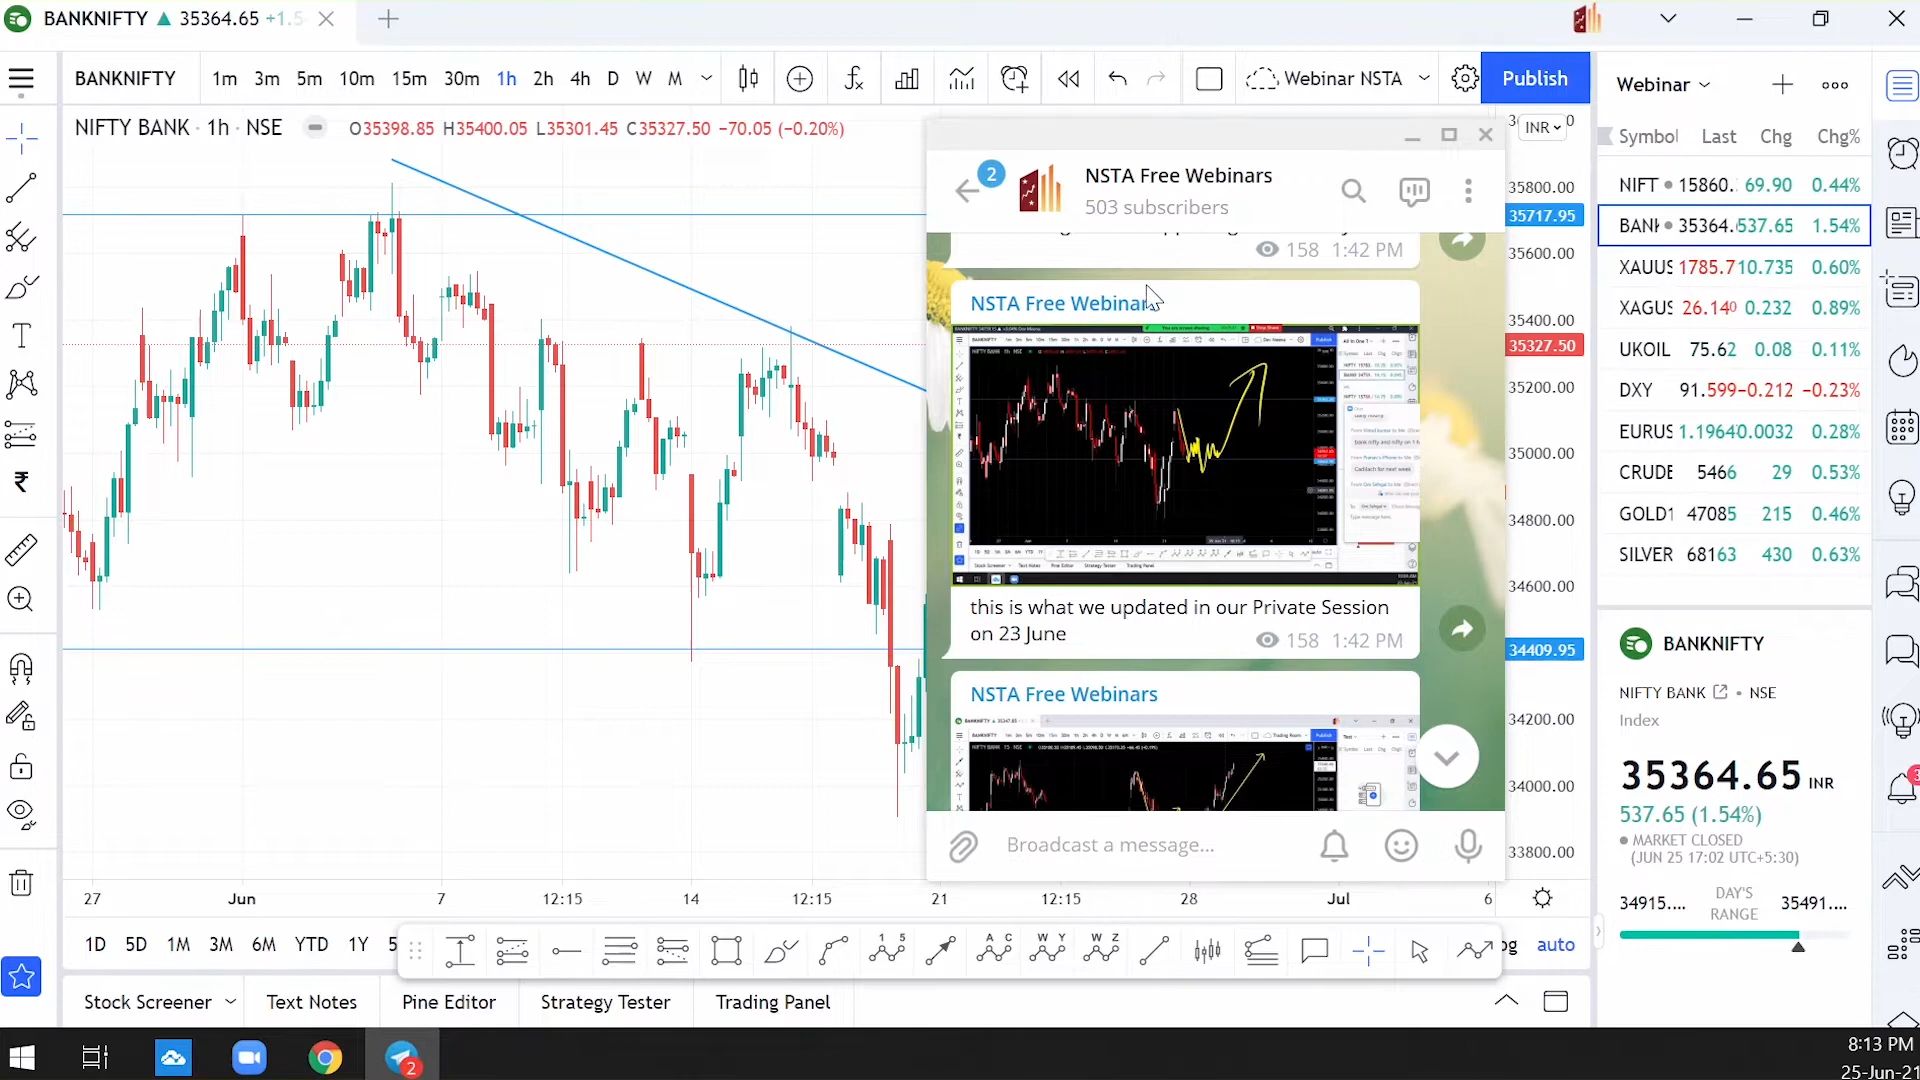 BANKNIFTY ▲ 35364.65 +1.5
BANKNIFTY 1m 3m 5m 10m 15m 30m 1h 2h 4h D W M Webinar NSTA Publish
NIFTY BANK · 1h · NSE O35398.85 H35400.05 L35301.45 C35327.50 −70.05 (−0.20%)
INR
35800.00
35717.95
35600.00
35400.00
35327.50
35200.00
35000.00
34800.00
34600.00
34409.95
34200.00
34000.00
33800.00
2
NSTA Free Webinars
503 subscribers
158 1:42 PM
NSTA Free Webinar
this is what we updated in our Private Session
on 23 June
158 1:42 PM
NSTA Free Webinars
Broadcast a message...
27 Jun 7 12:15 14 12:15 21 12:15 28 Jul 6
1D 5D 1M 3M 6M YTD 1Y 5
1 5
A C
W Y
W Z
og auto
Stock Screener Text Notes Pine Editor Strategy Tester Trading Panel
Webinar
Symbol Last Chg Chg%
NIFT 15860. 69.90 0.44%
BANK 35364. 537.65 1.54%
XAUUS 1785.7 10.735 0.60%
XAGUS 26.140 0.232 0.89%
UKOIL 75.62 0.08 0.11%
DXY 91.599 −0.212 −0.23%
EURUS 1.19640 0.0032 0.28%
CRUDE 5466 29 0.53%
GOLD1 47085 215 0.46%
SILVER 68163 430 0.63%
BANKNIFTY
NIFTY BANK • NSE
Index
35364.65 INR
537.65 (1.54%)
MARKET CLOSED
(JUN 25 17:02 UTC+5:30)
34915.... DAY'S RANGE 35491....
2
8:13 PM
25-Jun-21